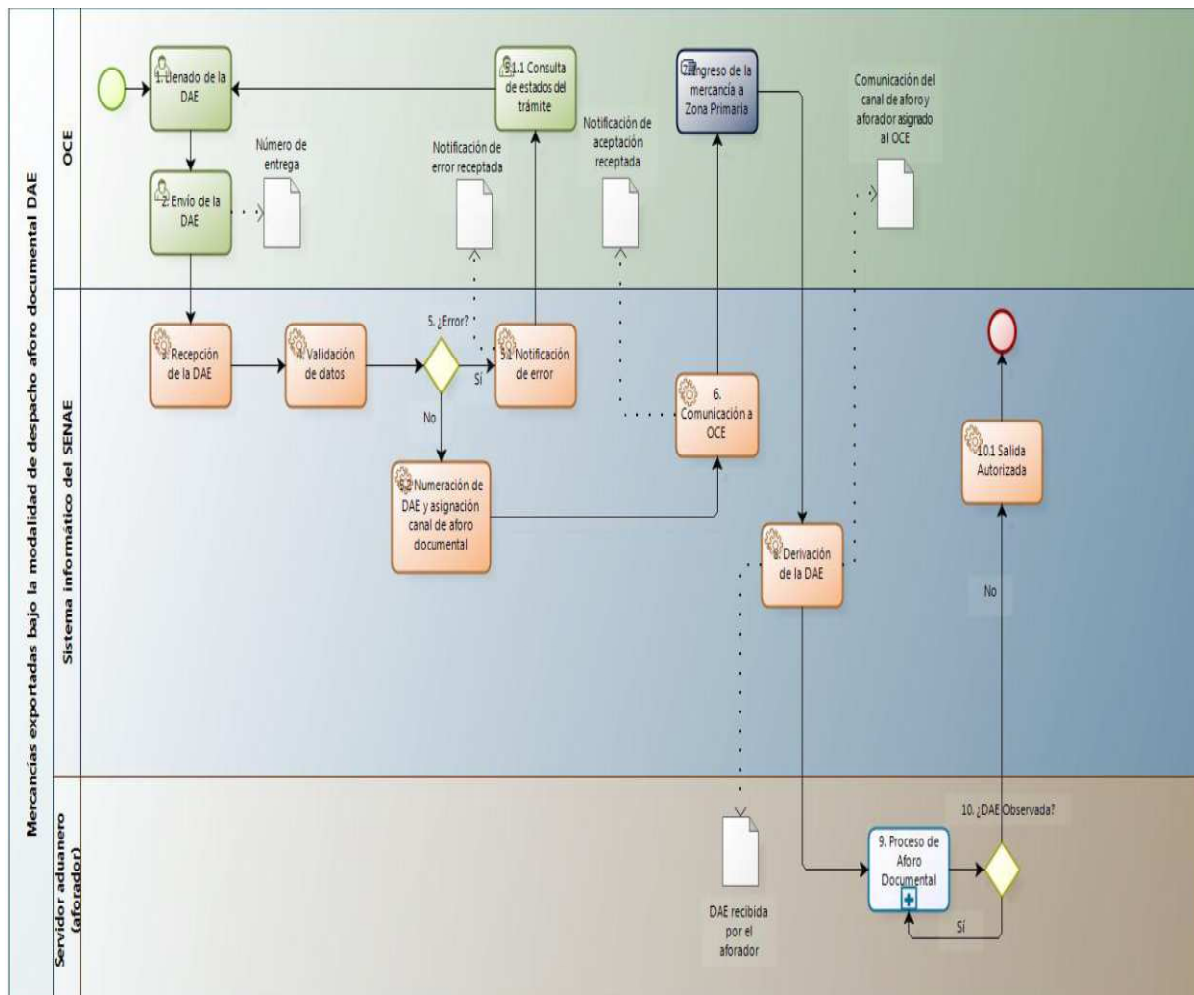 Mercancías exportadas bajo la modalidad de despacho aforo documental DAE
OCE
1. Llenado de la
DAE
2. Envío de la
DAE
Número de
entrega
Notificación de
error receptada
5.1.1 Consulta
de estados del
trámite
Notificación de
aceptación
receptada
7. Ingreso de la
mercancía a
Zona Primaria
Comunicación del
canal de aforo y
aforador asignado
al OCE
Sistema informático del SENAE
3. Recepción
de la DAE
4. Validación
de datos
5. ¿Error?
Sí
No
5.1 Notificación
de error
5.2 Numeración de
DAE y asignación
canal de aforo
documental
6.
Comunicación a
OCE
8. Derivación
de la DAE
10.1 Salida
Autorizada
No
Servidor aduanero
(aforador)
DAE recibida
por el
aforador
9. Proceso de
Aforo
Documental
10. ¿DAE Observada?
Sí